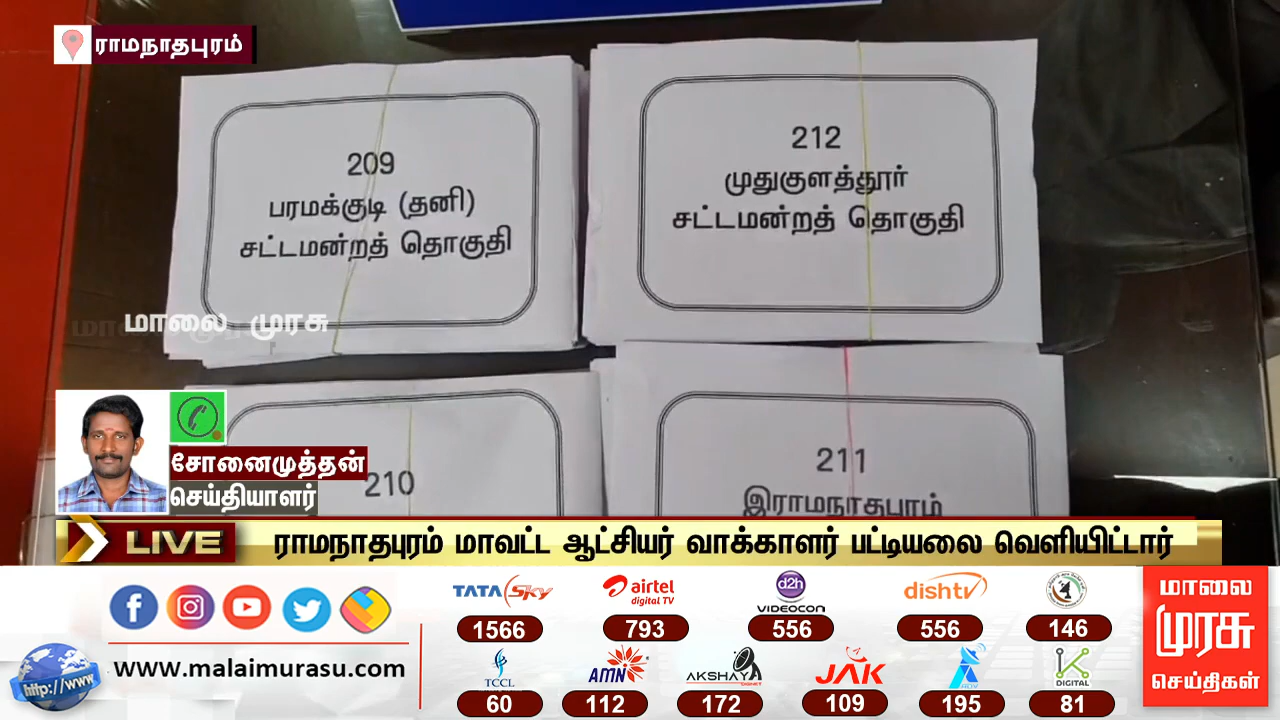 ராமநாதபுரம்
209
பரமக்குடி (தனி)
சட்டமன்றத் தொகுதி
212
முதுகுளத்தூர்
சட்டமன்றத் தொகுதி
மாலை முரசு
210
211
இராமநாதபுரம்
சோனைமுத்தன்
செய்தியாளர்
LIVE
ராமநாதபுரம் மாவட்ட ஆட்சியர் வாக்காளர் பட்டியலை வெளியிட்டார்
TATA Sky
1566
airtel
digital TV
793
d2h
VIDEOCON
556
dishtv
556
146
http://www
www.malaimurasu.com
TCCL
60
AMN
112
AKSHAYA
172
JAK
109
195
DIGITAL
81
மாலை
முரசு
செய்திகள்